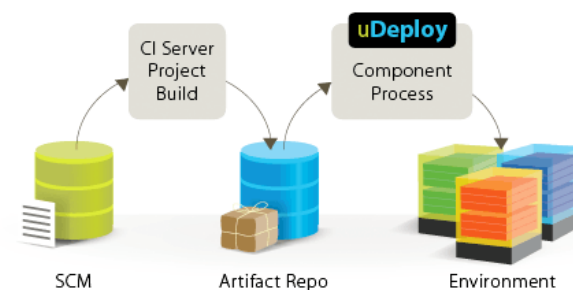 CI Server
Project
Build
uDeploy
Component
Process
SCM
Artifact Repo
Environment